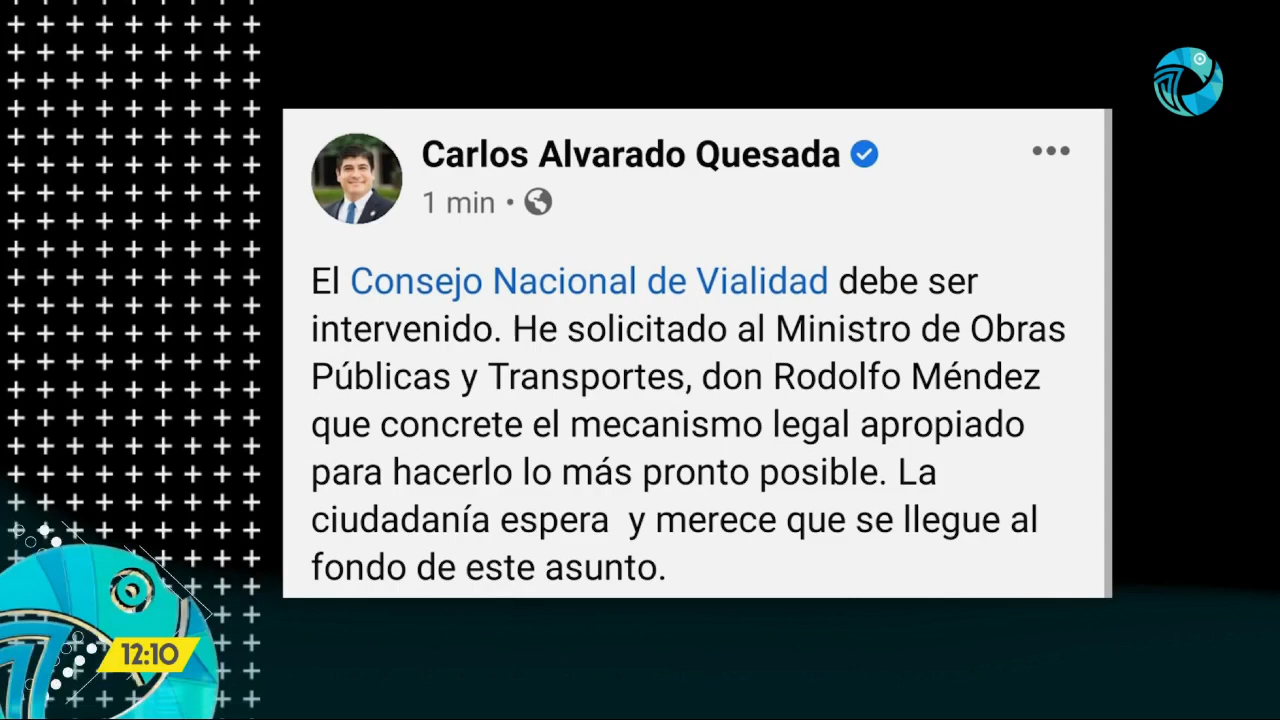 Carlos Alvarado Quesada
1 min •
El Consejo Nacional de Vialidad debe ser
intervenido. He solicitado al Ministro de Obras
Públicas y Transportes, don Rodolfo Méndez
que concrete el mecanismo legal apropiado
para hacerlo lo más pronto posible. La
ciudadanía espera  y merece que se llegue al
fondo de este asunto.
12:10